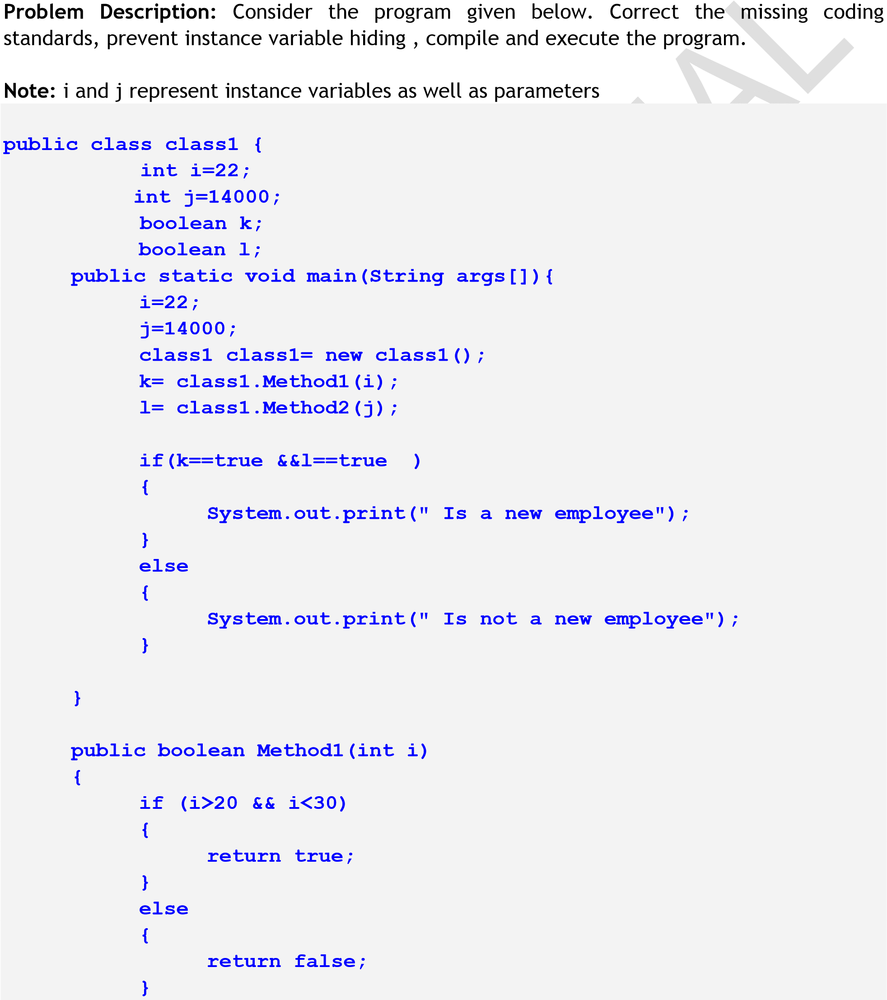 Problem Description: Consider the program given below. Correct the missing coding
standards, prevent instance variable hiding , compile and execute the program.
Note: i and j represent instance variables as well as parameters
public class class1 {
int i=22;
int j=14000;
boolean k;
boolean l;
public static void main(String args[]){
i=22;
j=14000;
class1 class1= new class1();
k= class1.Method1(i);
l= class1.Method2(j);
if(k==true &&l==true  )
{
System.out.print(" Is a new employee");
}
else
{
System.out.print(" Is not a new employee");
}
}
public boolean Method1(int i)
{
if (i>20 && i<30)
{
return true;
}
else
{
return false;
}